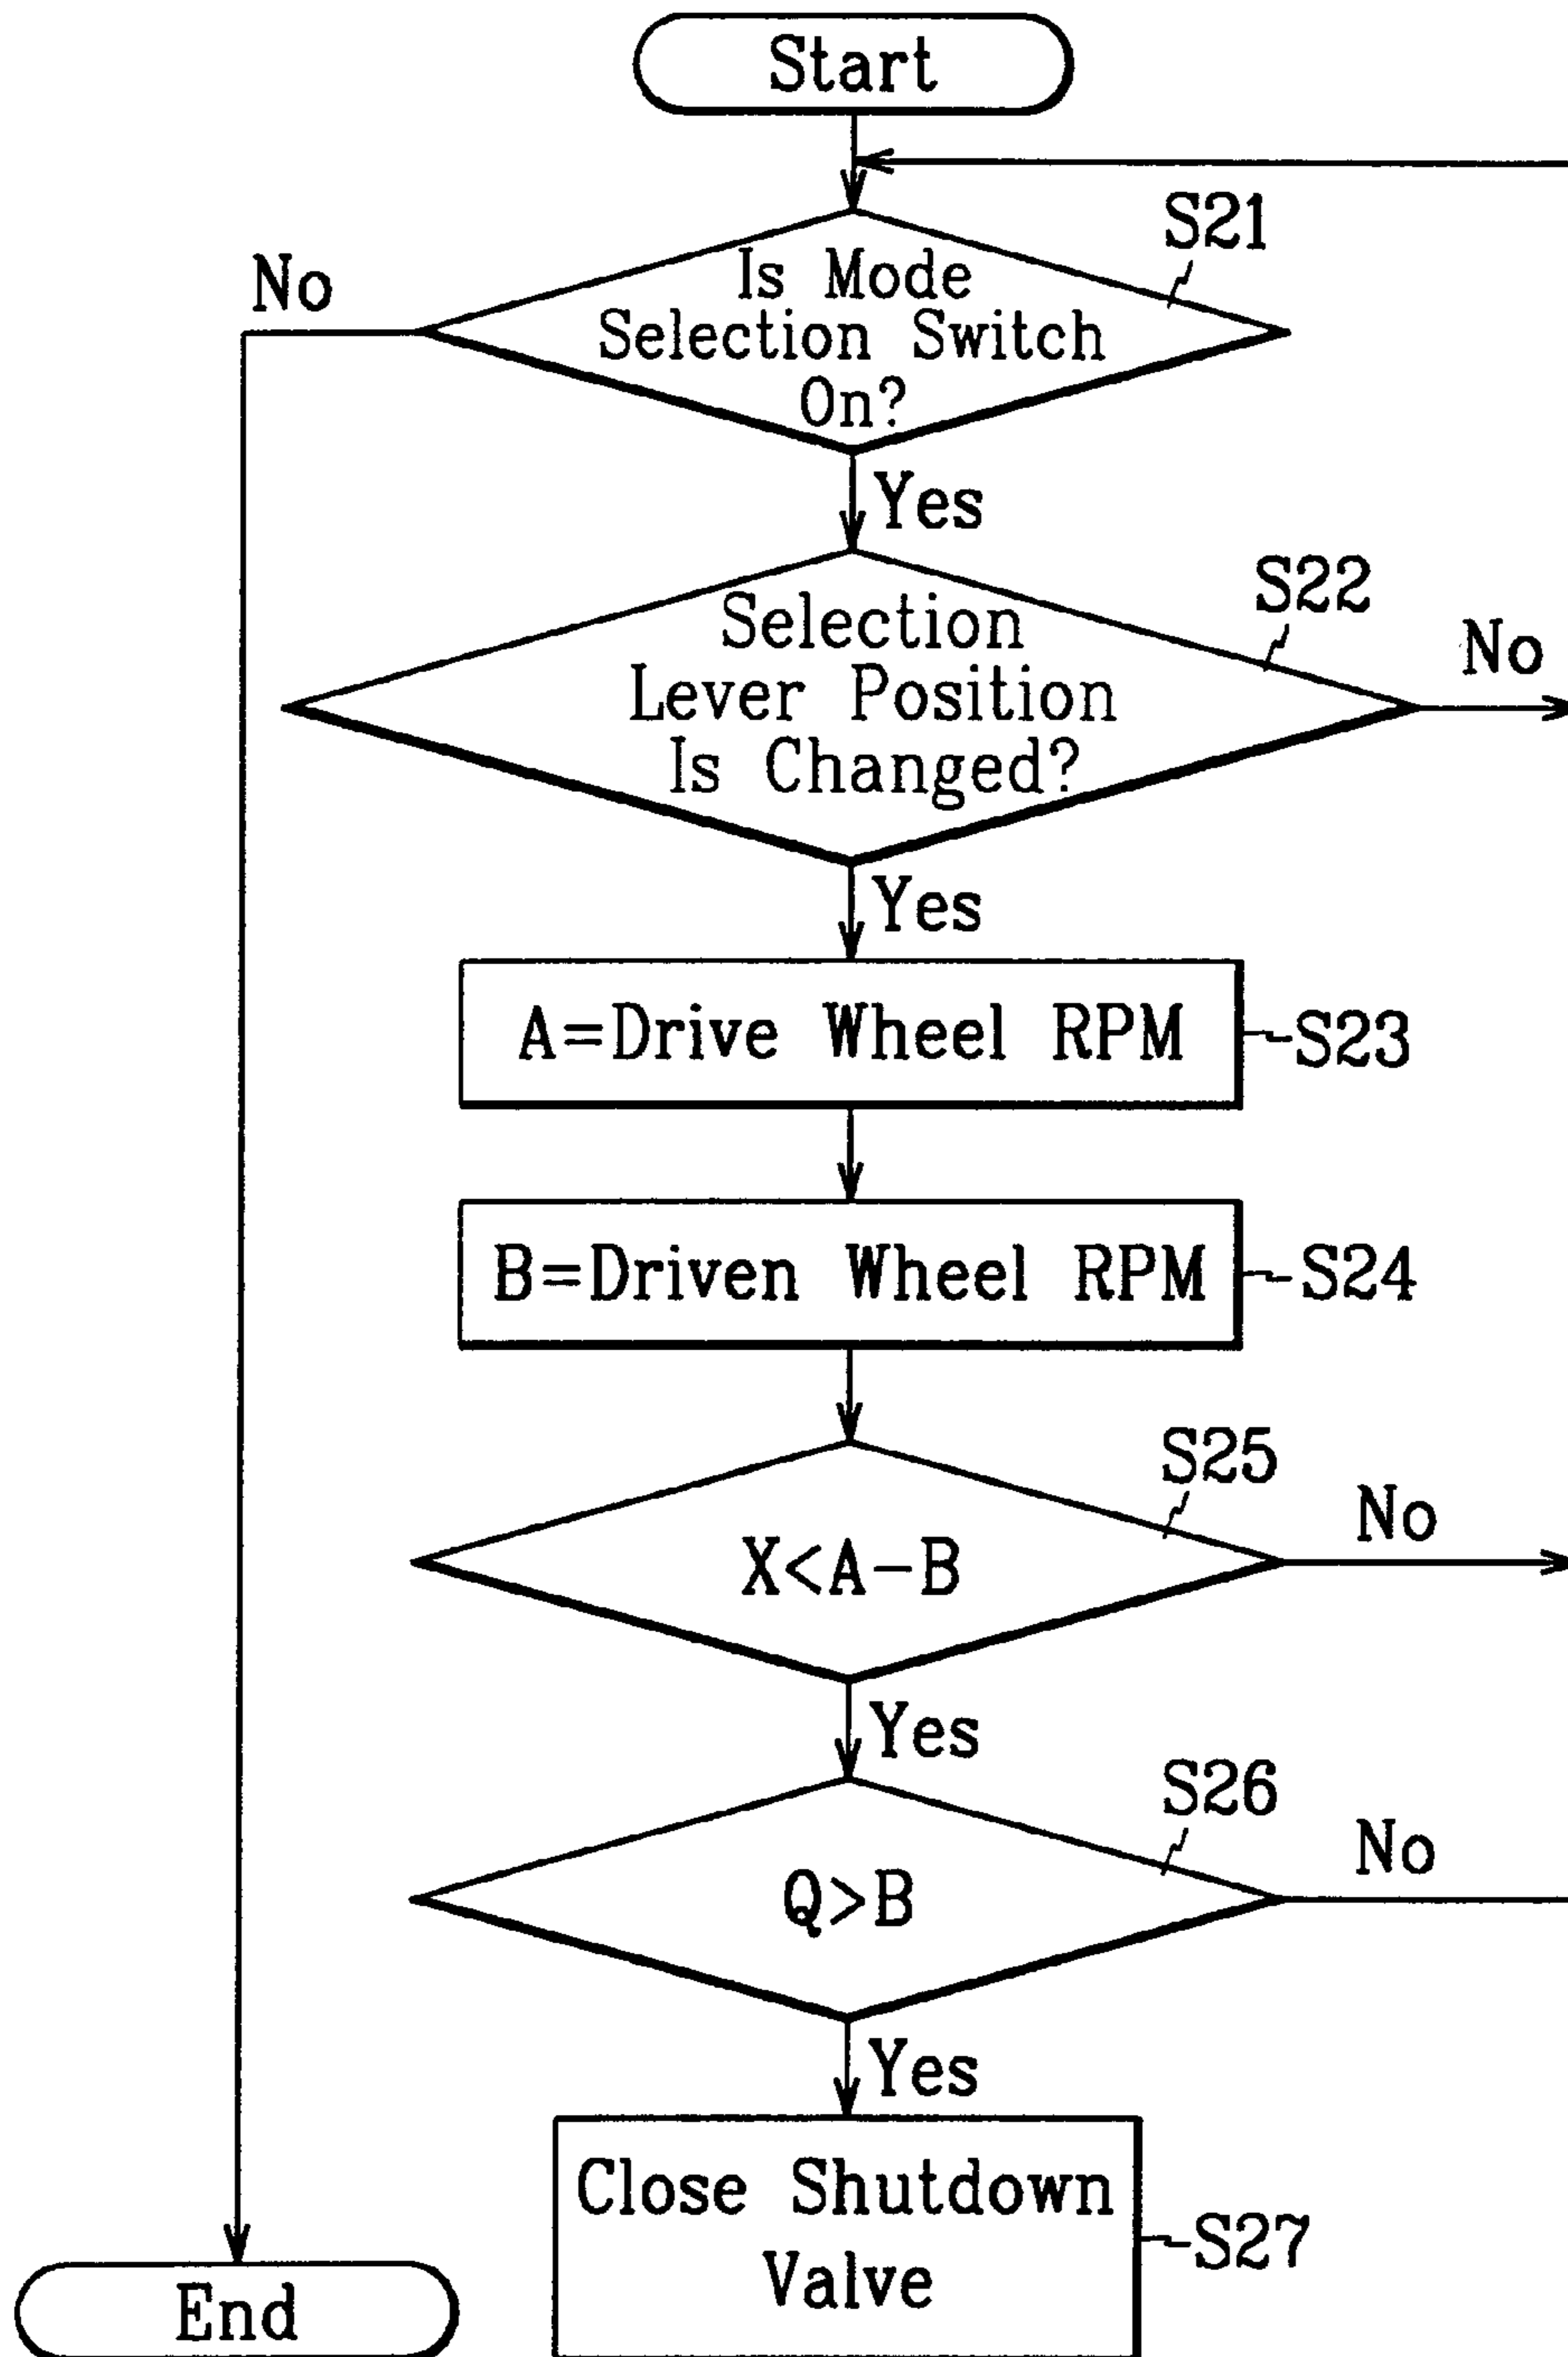 Start
S21
No
Is Mode
Selection Switch
On?
Yes
S22
No
Selection
Lever Position
Is Changed?
Yes
A=Drive Wheel RPM
S23
B=Driven Wheel RPM
S24
S25
No
X<A-B
Yes
S26
No
Q>B
Yes
Close Shutdown
Valve
S27
End